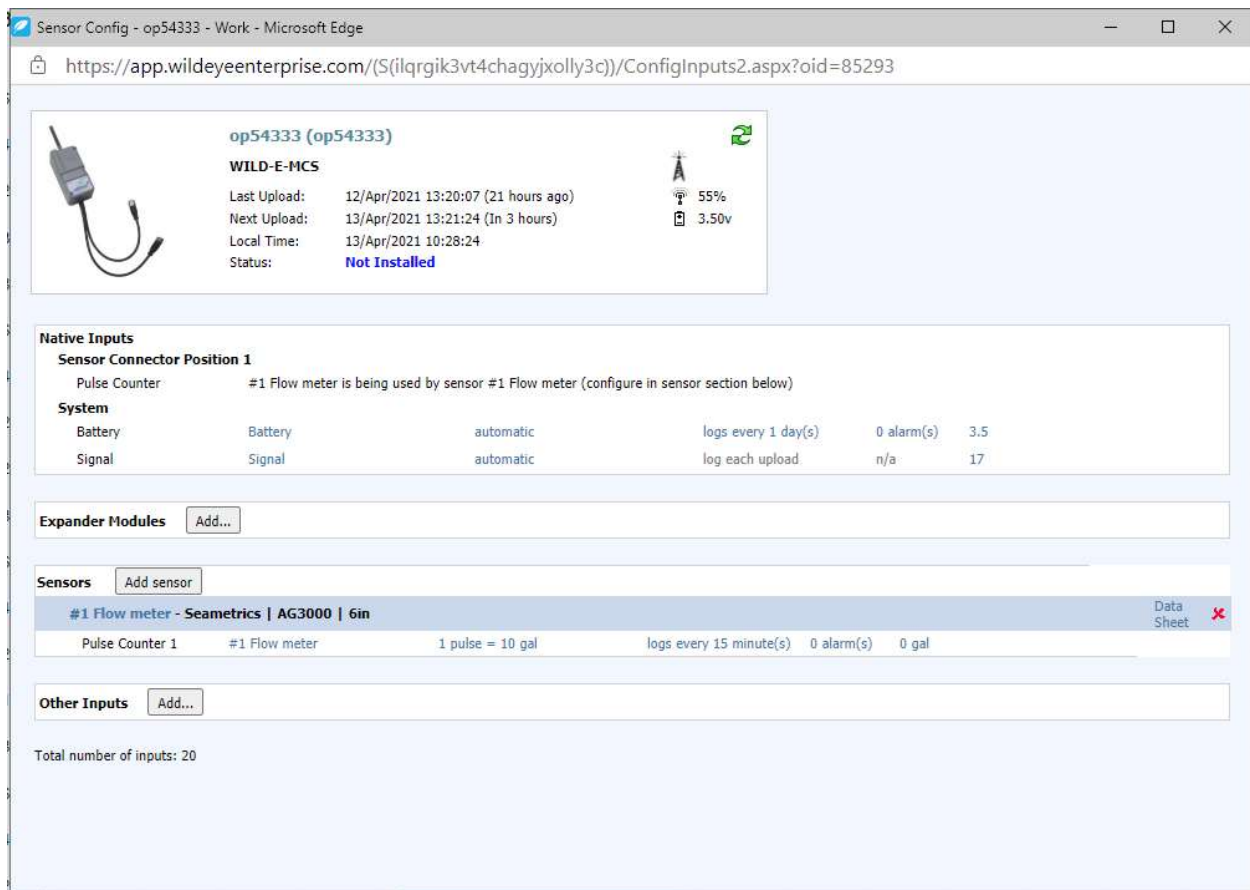 Sensor Config - op54333 - Work - Microsoft Edge
https://app.wildeyeenterprise.com/(S(ilqrgik3vt4chagyjxolly3c))/ConfigInputs2.aspx?oid=85293
op54333 (op54333)
WILD-E-MCS
Last Upload: 12/Apr/2021 13:20:07 (21 hours ago) 55%
Next Upload: 13/Apr/2021 13:21:24 (In 3 hours) 3.50v
Local Time: 13/Apr/2021 10:28:24
Status: Not Installed
Native Inputs
Sensor Connector Position 1
Pulse Counter #1 Flow meter is being used by sensor #1 Flow meter (configure in sensor section below)
System
Battery Battery automatic logs every 1 day(s) 0 alarm(s) 3.5
Signal Signal automatic log each upload n/a 17
Expander Modules Add...
Sensors Add sensor
#1 Flow meter - Seametrics | AG3000 | 6in Data Sheet
Pulse Counter 1 #1 Flow meter 1 pulse = 10 gal logs every 15 minute(s) 0 alarm(s) 0 gal
Other Inputs Add...
Total number of inputs: 20